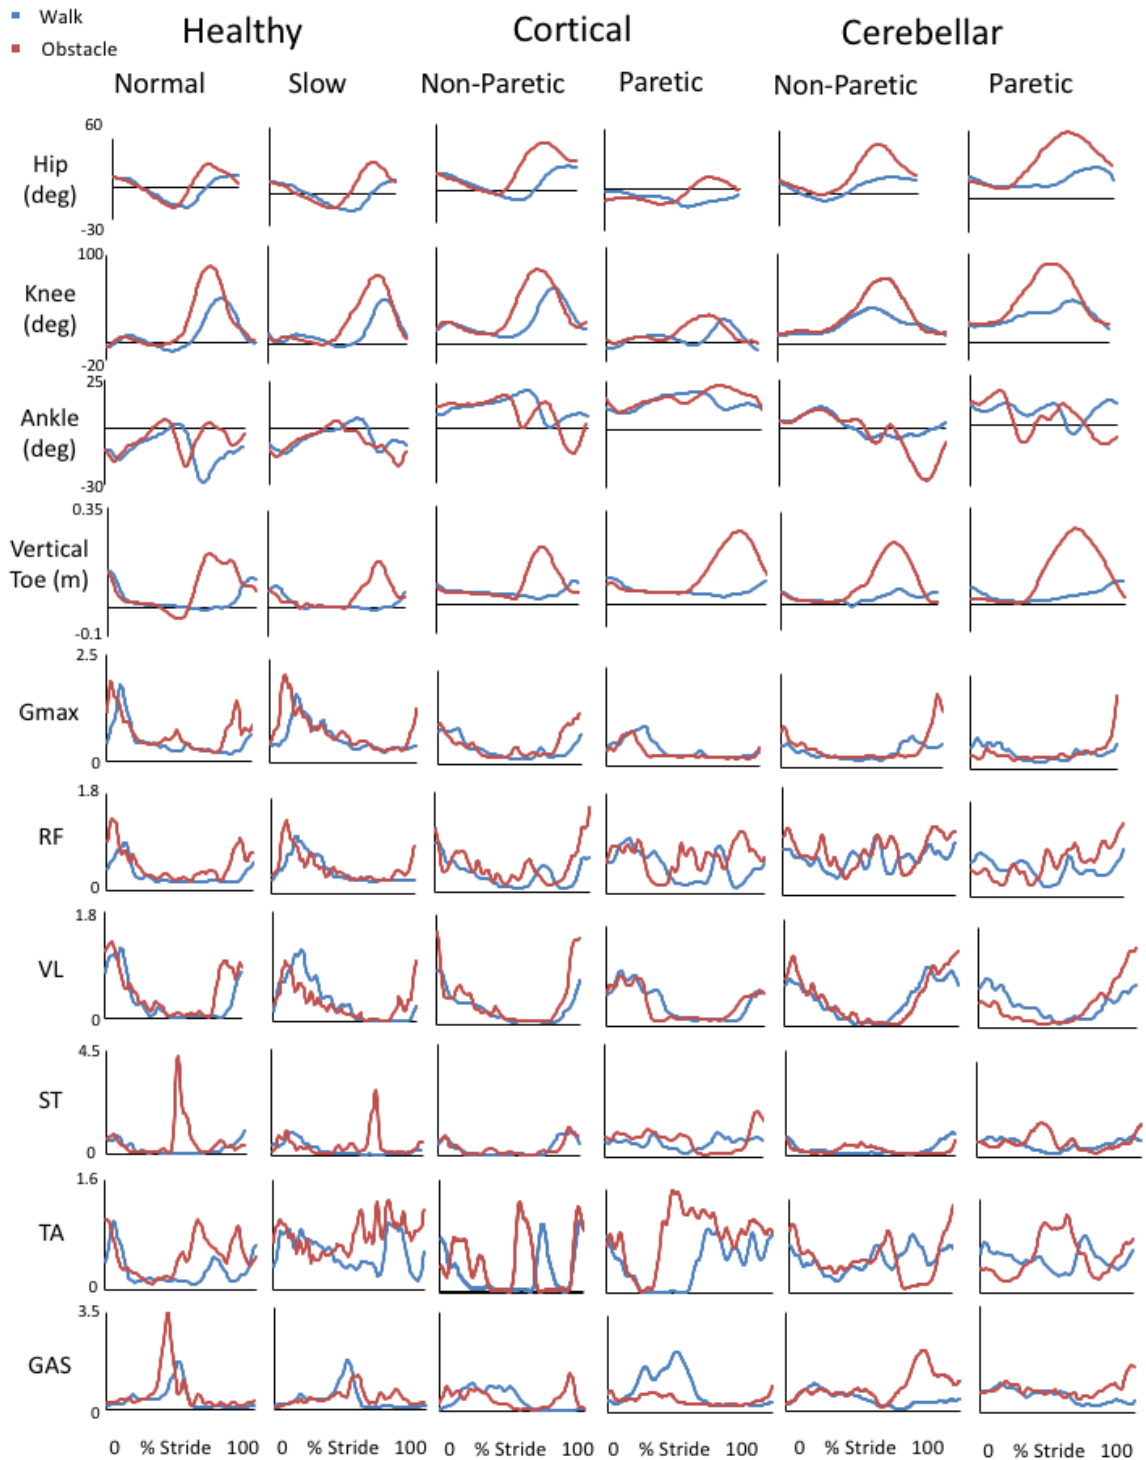 Walk
Obstacle
Healthy Cortical Cerebellar
Normal Slow Non-Paretic Paretic Non-Paretic Paretic
60
Hip
(deg)
-30
100
Knee
(deg)
-20
25
Ankle
(deg)
-30
0.35
Vertical
Toe (m)
-0.1
2.5
Gmax
0
1.8
RF
0
1.8
VL
0
4.5
ST
0
1.6
TA
0
3.5
GAS
0
0 % Stride 100 0 % Stride 100 0 % Stride 100 0 % Stride 100 0 % Stride 100 0 % Stride 100